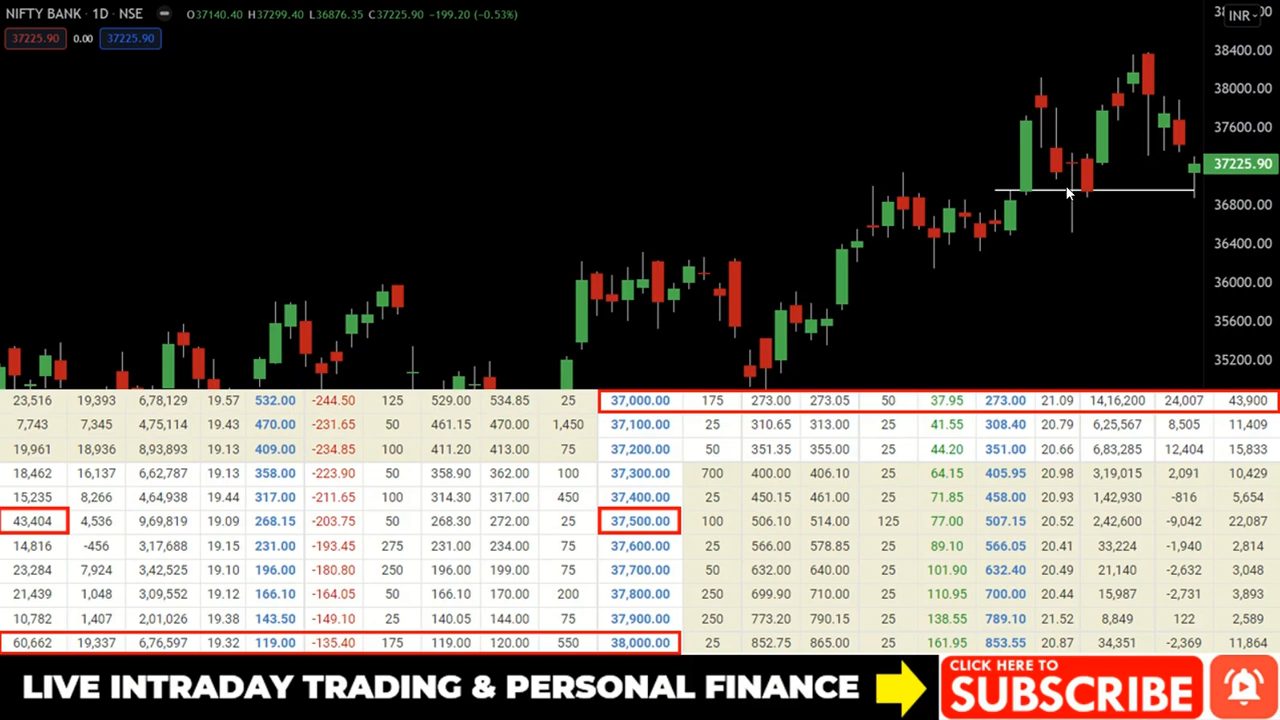 NIFTY BANK · 1D · NSE O37140.40 H37299.40 L36876.35 C37225.90 −199.20 (−0.53%)
INR
37225.90 0.00 37225.90
38400.00
38000.00
37600.00
37225.90
36800.00
36400.00
36000.00
35600.00
35200.00
23,516 19,393 6,78,129 19.57 532.00 -244.50 125 529.00 534.85 25 37,000.00 175 273.00 273.05 50 37.95 273.00 21.09 14,16,200 24,007 43,900
7,743 7,345 4,75,114 19.43 470.00 -231.65 50 461.15 470.00 1,450 37,100.00 25 310.65 313.00 25 41.55 308.40 20.79 6,25,567 8,505 11,409
19,961 18,936 8,93,893 19.13 409.00 -234.85 100 411.20 413.00 75 37,200.00 50 351.35 355.00 25 44.20 351.00 20.66 6,83,285 12,404 15,833
18,462 16,137 6,62,787 19.13 358.00 -223.90 50 358.90 362.00 100 37,300.00 700 400.00 406.10 25 64.15 405.95 20.98 3,19,015 2,091 10,429
15,235 8,266 4,64,938 19.44 317.00 -211.65 100 314.30 317.00 450 37,400.00 25 450.15 461.00 25 71.85 458.00 20.93 1,42,930 -816 5,654
43,404 4,536 9,69,819 19.09 268.15 -203.75 50 268.30 272.00 25 37,500.00 100 506.10 514.00 125 77.00 507.15 20.52 2,42,600 -9,042 22,087
14,816 -456 3,17,688 19.15 231.00 -193.45 275 231.00 234.00 75 37,600.00 25 566.00 578.85 25 89.10 566.05 20.41 33,224 -1,940 2,814
23,284 7,924 3,42,525 19.10 196.00 -180.80 250 196.00 199.00 75 37,700.00 50 632.00 640.00 25 101.90 632.40 20.49 21,140 -2,632 3,048
21,439 1,048 3,09,552 19.12 166.10 -164.05 50 166.10 170.00 200 37,800.00 250 699.90 710.00 25 110.95 700.00 20.44 15,987 -2,731 3,893
10,782 1,407 2,01,026 19.38 143.50 -149.10 25 140.05 144.00 75 37,900.00 250 773.20 790.15 25 138.55 789.10 21.52 8,849 122 2,589
60,662 19,337 6,76,597 19.32 119.00 -135.40 175 119.00 120.00 550 38,000.00 25 852.75 865.00 25 161.95 853.55 20.87 34,351 -2,369 11,864
LIVE INTRADAY TRADING & PERSONAL FINANCE
CLICK HERE TO
SUBSCRIBE